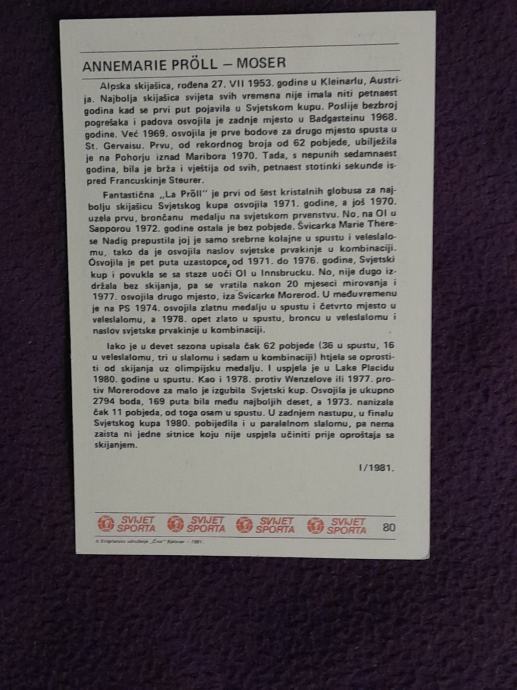 ANNEMARIE PRÖLL – MOSER
Alpska skijašica, rođena 27. VII 1953. godine u Kleinarlu, Austri-
ja. Najbolja skijašica svijeta svih vremena nije imala niti petnaest
godina kad se prvi put pojavila u Svjetskom kupu. Poslije bezbroj
pogrešaka i padova osvojila je zadnje mjesto u Badgasteinu 1968.
godine. Već 1969. osvojila je prve bodove za drugo mjesto spusta u
St. Gervaisu. Prvu, od rekordnog broja od 62 pobjede, ubilježila
je na Pohorju iznad Maribora 1970. Tada, s nepunih sedamnaest
godina, bila je brža i vještija od svih, petnaest stotinki sekunde is-
pred Francuskinje Steurer.
Fantastična „La Pröll” je prvi od šest kristalnih globusa za naj-
bolju skijašicu Svjetskog kupa osvojila 1971. godine, a još 1970.
uzela prvu, brončanu medalju na svjetskom prvenstvu. No, na OI u
Sapporou 1972. godine ostala je bez pobjede. Švicarka Marie There-
se Nadig prepustila joj je samo srebrne kolajne u spustu i veleslalo-
mu, tako da je osvojila naslov svjetske prvakinje u kombinaciji.
Osvojila je pet puta uzastopce, od 1971. do 1976. godine, Svjetski
kup i povukla se sa staze uoči OI u Innsbrucku. No, nije dugo iz-
držala bez skijanja, pa se vratila nakon 20 mjeseci mirovanja i
1977. osvojila drugo mjesto, iza Švicarke Morerod. U međuvremenu
je na PS 1974. osvojila zlatnu medalju u spustu i četvrto mjesto u
veleslalomu, a 1978. opet zlato u spustu, broncu u veleslalomu i
naslov svjetske prvakinje u kombinaciji.
Iako je u devet sezona upisala čak 62 pobjede (36 u spustu, 16
u veleslalomu, tri u slalomu i sedam u kombinaciji) htjela se oprosti-
ti od skijanja uz olimpijsku medalju. I uspjela je u Lake Placidu
1980. godine u spustu. Kao i 1978. protiv Wenzelove ili 1977. pro-
tiv Morerodove za malo je izgubila Svjetski kup. Osvojila je ukupno
2794 boda, 169 puta bila među najboljih deset, a 1973. nanizala
čak 11 pobjeda, od toga osam u spustu. U zadnjem nastupu, u finalu
Svjetskog kupa 1980. pobijedila i u paralelnom slalomu, pa nema
zaista ni jedne sitnice koju nije uspjela učiniti prije oproštaja sa
skijanjem.
I/1981.
SVIJET SPORTA SVIJET SPORTA SVIJET SPORTA SVIJET SPORTA 80
1981.